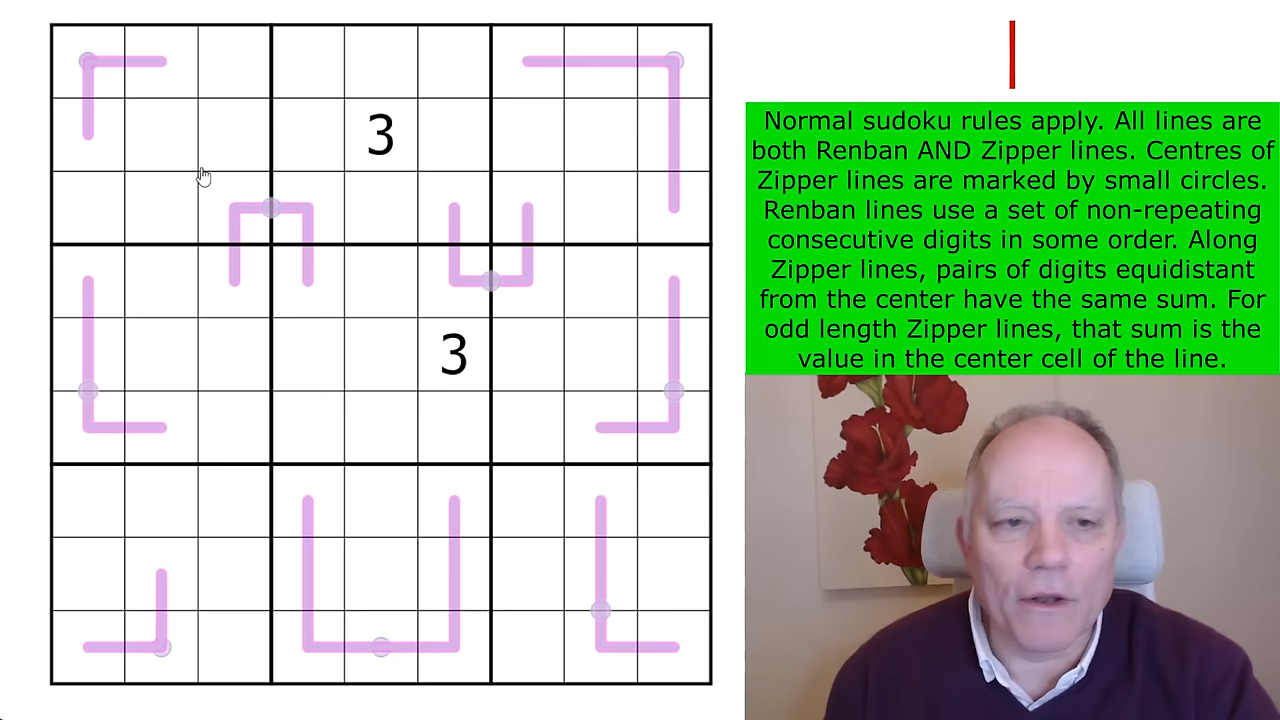 3
3
Normal sudoku rules apply. All lines are
both Renban AND Zipper lines. Centres of
Zipper lines are marked by small circles.
Renban lines use a set of non-repeating
consecutive digits in some order. Along
Zipper lines, pairs of digits equidistant
from the center have the same sum. For
odd length Zipper lines, that sum is the
value in the center cell of the line.